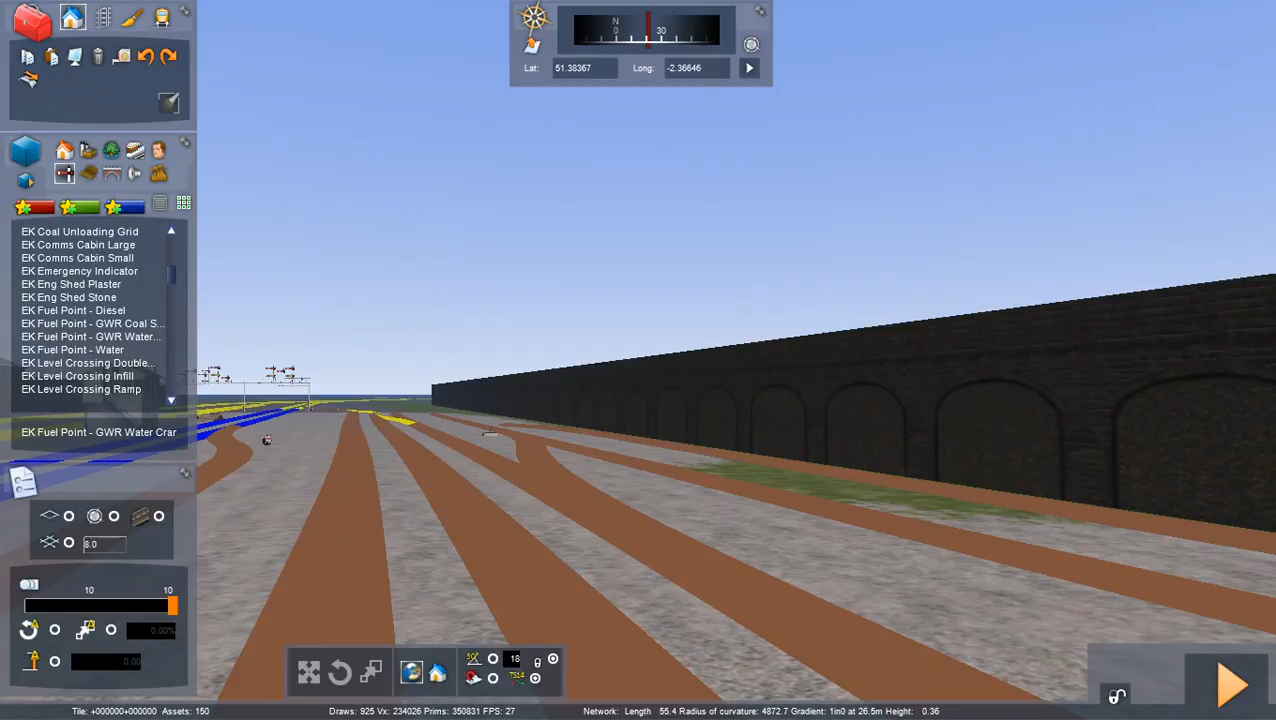 N
0
30
Lat:
51.38367
Long:
-2.36646
EK Coal Unloading Grid
EK Comms Cabin Large
EK Comms Cabin Small
EK Emergency Indicator
EK Eng Shed Plaster
EK Eng Shed Stone
EK Fuel Point - Diesel
EK Fuel Point - GWR Coal S...
EK Fuel Point - GWR Water...
EK Fuel Point - Water
EK Level Crossing Double...
EK Level Crossing Infill
EK Level Crossing Ramp
EK Fuel Point - GWR Water Crar
8.0
10
10
0.00%
0.00
18
TS14
Tile: +000000+000000 Assets: 150
Draws: 925 Vx: 234026 Prims: 350831 FPS: 27
Network: Length 55.4 Radius of curvature: 4872.7 Gradient: 1in0 at 26.5m Height: 0.36